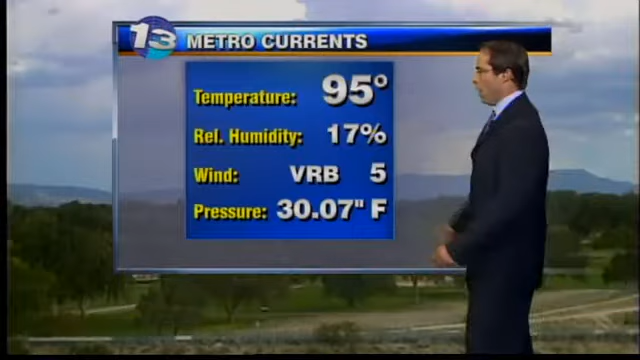 13 METRO CURRENTS
Temperature: 95°
Rel. Humidity: 17%
Wind: VRB 5
Pressure: 30.07" F